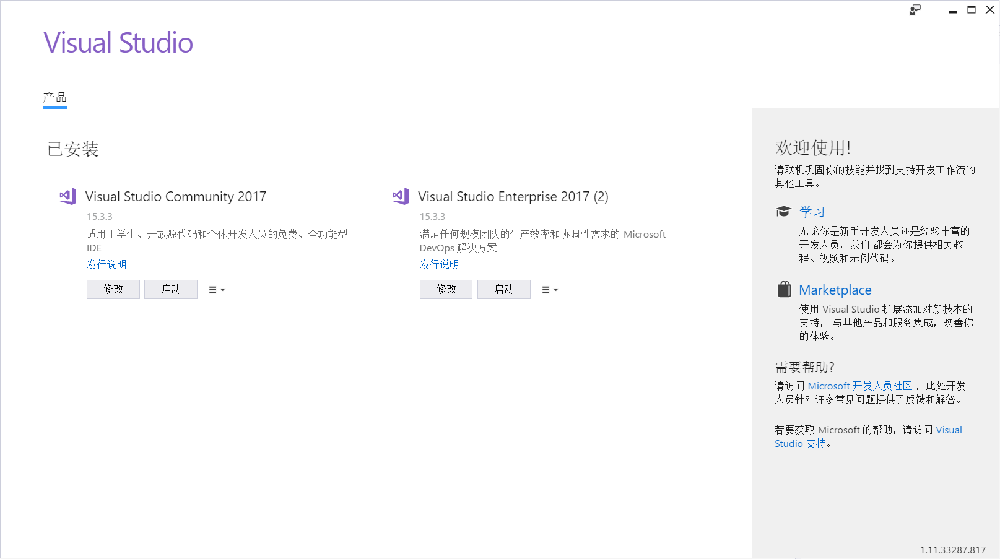 Visual Studio
产品
已安装
Visual Studio Community 2017
15.3.3
适用于学生、开放源代码和个体开发人员的免费、全功能型
IDE
发行说明
修改
启动
Visual Studio Enterprise 2017 (2)
15.3.3
满足任何规模团队的生产效率和协调性需求的 Microsoft
DevOps 解决方案
发行说明
修改
启动
欢迎使用!
请联机巩固你的技能并找到支持开发工作流的
其他工具。
学习
无论你是新手开发人员还是经验丰富的
开发人员，我们 都会为你提供相关教
程、视频和示例代码。
Marketplace
使用 Visual Studio 扩展添加对新技术的
支持， 与其他产品和服务集成，改善你
的体验。
需要帮助?
请访问 Microsoft 开发人员社区 ，此处开发
人员针对许多常见问题提供了反馈和解答。
若要获取 Microsoft 的帮助，请访问 Visual
Studio 支持。
1.11.33287.817